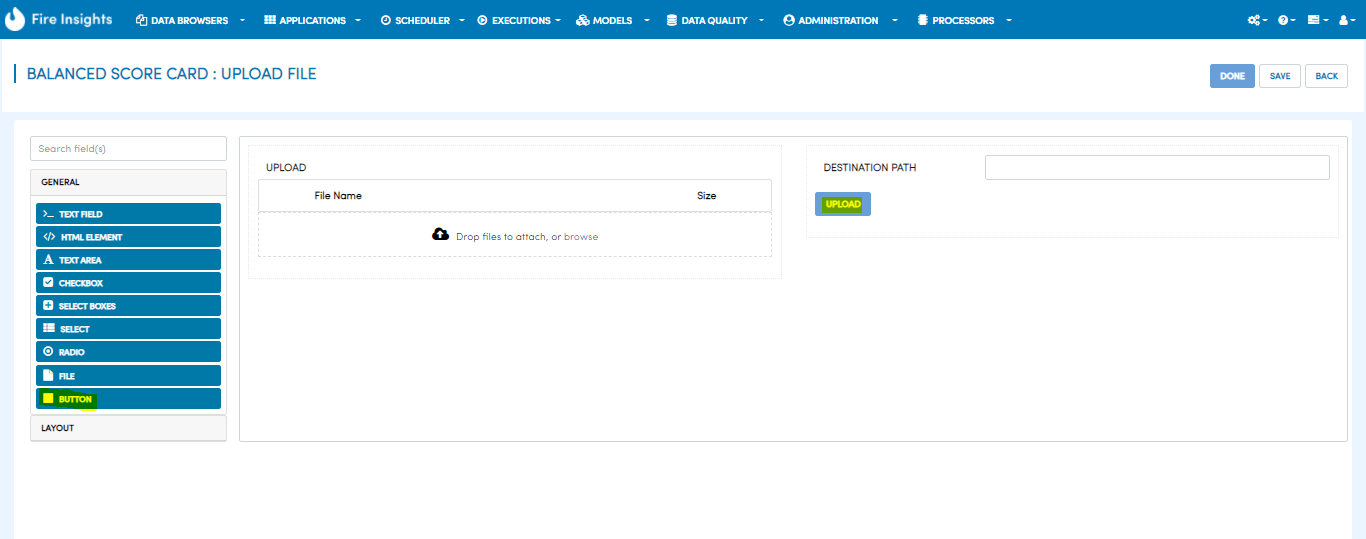 Fire Insights DATA BROWSERS APPLICATIONS SCHEDULER EXECUTIONS MODELS DATA QUALITY ADMINISTRATION PROCESSORS
BALANCED SCORE CARD : UPLOAD FILE
DONE SAVE BACK
Search field(s)
GENERAL
TEXT FIELD
HTML ELEMENT
TEXT AREA
CHECKBOX
SELECT BOXES
SELECT
RADIO
FILE
BUTTON
LAYOUT
UPLOAD
File Name Size
Drop files to attach, or browse
DESTINATION PATH
UPLOAD